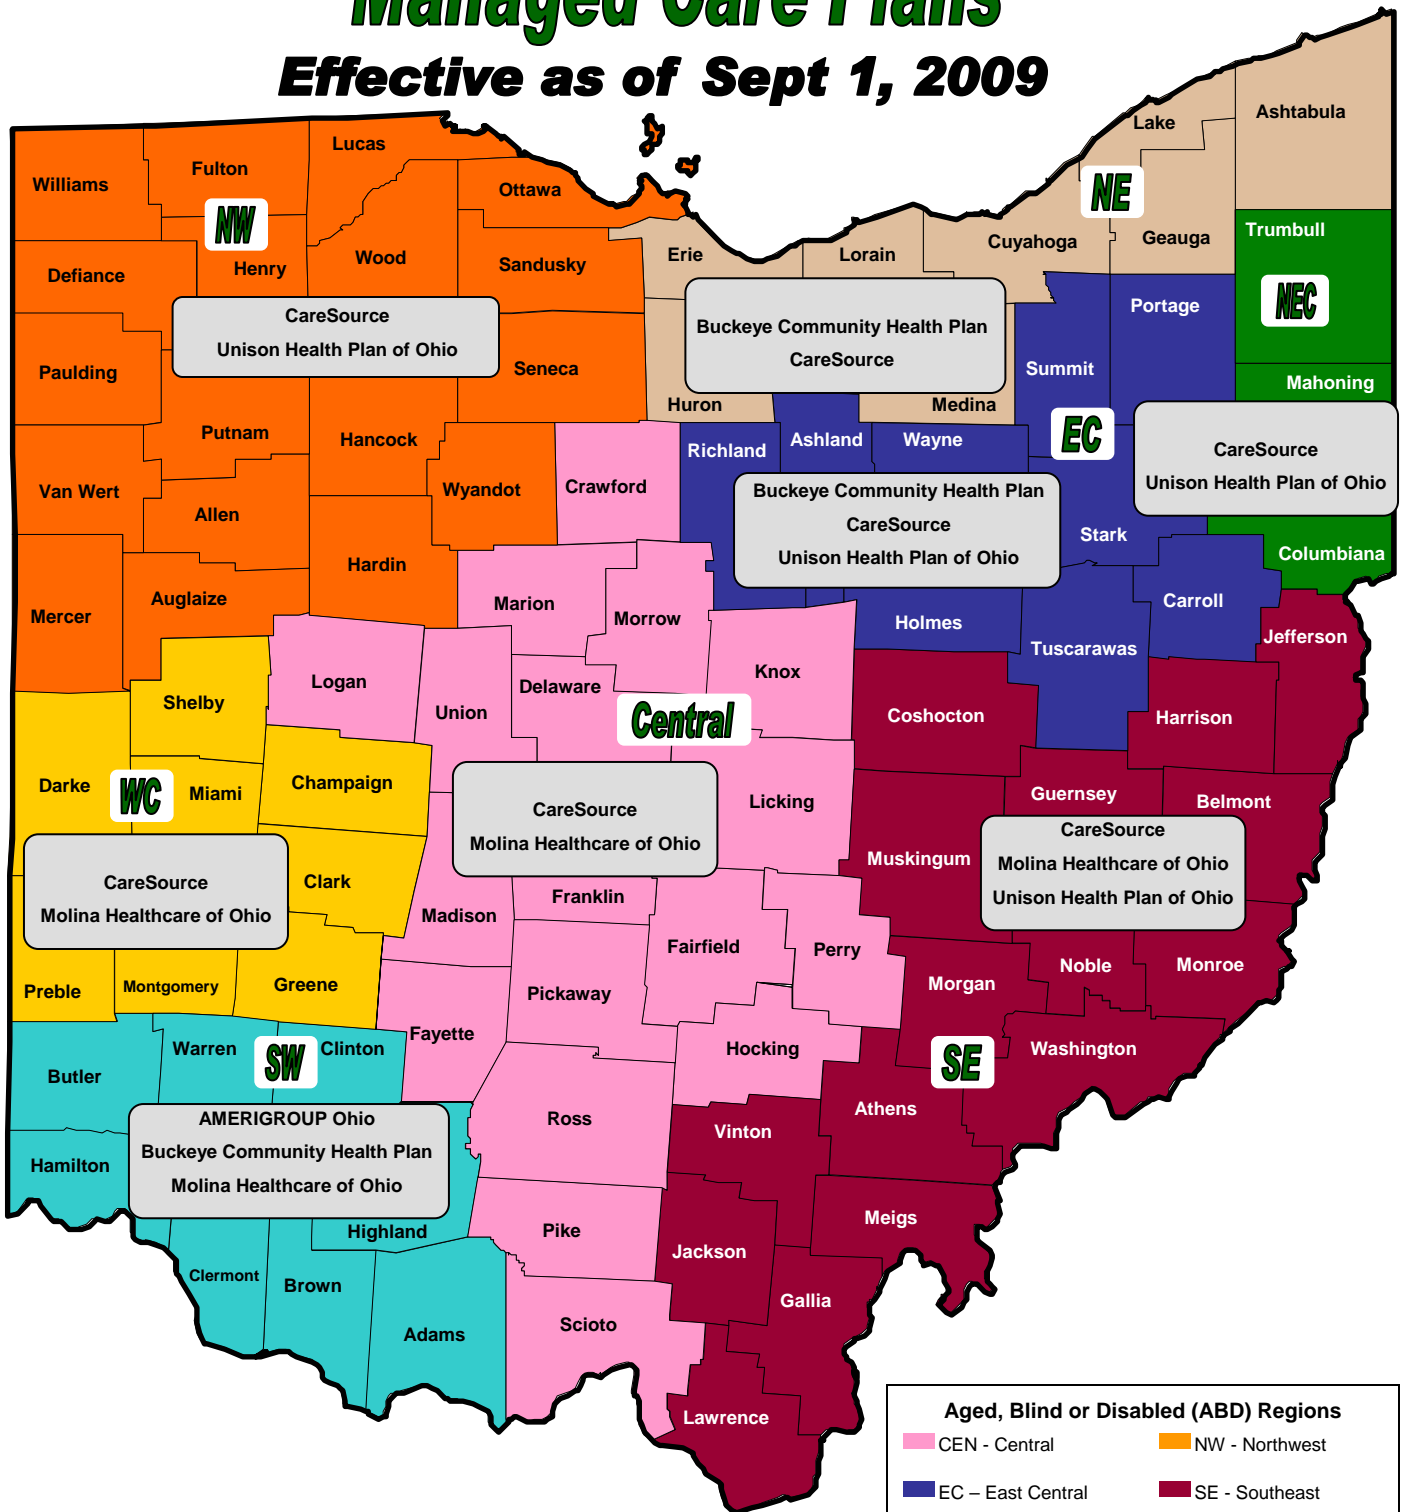 Managed Care Plans
Effective as of Sept 1, 2009
Williams
Fulton
Lucas
Ottawa
Lake
Ashtabula
NW
NE
Defiance
Henry
Wood
Sandusky
Erie
Lorain
Cuyahoga
Geauga
Trumbull
NEC
CareSource
Unison Health Plan of Ohio
Buckeye Community Health Plan
CareSource
Portage
Summit
Paulding
Seneca
Mahoning
Huron
Medina
EC
Putnam
Hancock
Richland
Ashland
Wayne
CareSource
Unison Health Plan of Ohio
Van Wert
Allen
Wyandot
Crawford
Buckeye Community Health Plan
CareSource
Unison Health Plan of Ohio
Stark
Columbiana
Hardin
Mercer
Auglaize
Marion
Morrow
Holmes
Carroll
Jefferson
Tuscarawas
Logan
Knox
Shelby
Union
Delaware
Central
Coshocton
Harrison
Darke
WC
Miami
Champaign
Licking
Guernsey
Belmont
CareSource
Molina Healthcare of Ohio
CareSource
Molina Healthcare of Ohio
Unison Health Plan of Ohio
Muskingum
CareSource
Molina Healthcare of Ohio
Clark
Franklin
Madison
Fairfield
Perry
Noble
Monroe
Preble
Montgomery
Greene
Pickaway
Morgan
Fayette
Hocking
SE
Washington
Butler
Warren
SW
Clinton
Ross
Vinton
Athens
AMERIGROUP Ohio
Buckeye Community Health Plan
Molina Healthcare of Ohio
Hamilton
Highland
Pike
Jackson
Meigs
Clermont
Brown
Gallia
Adams
Scioto
Lawrence
Aged, Blind or Disabled (ABD) Regions
CEN - Central
NW - Northwest
EC – East Central
SE - Southeast